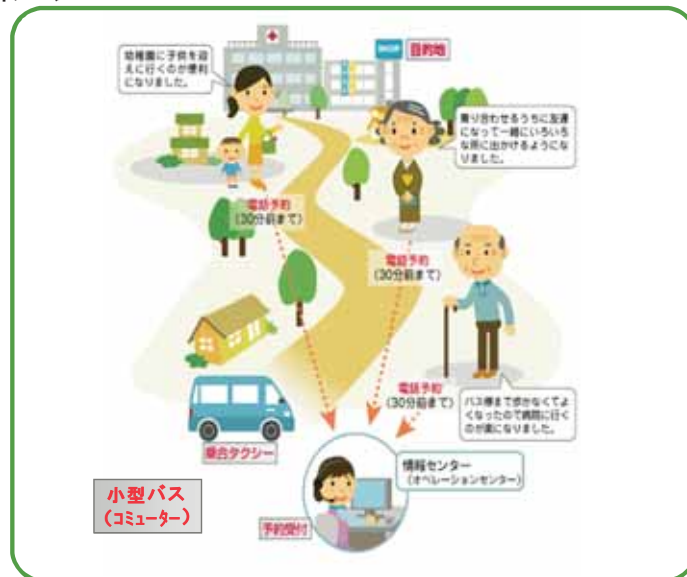 幼稚園に子供を迎
えに行くのが便利
になりました。
SHOP
目的地
乗り合わせるうちに友達
になって一緒にいろいろ
な所に出かけるようにな
りました。
電話予約
(30分前まで)
電話予約
(30分前まで)
電話予約
(30分前まで)
バス停まで歩かなくてよ
くなったので病院に行く
のが楽になりました。
乗合タクシー
情報センター
(オペレーションセンター)
小型バス
(コミューター)
予約受付